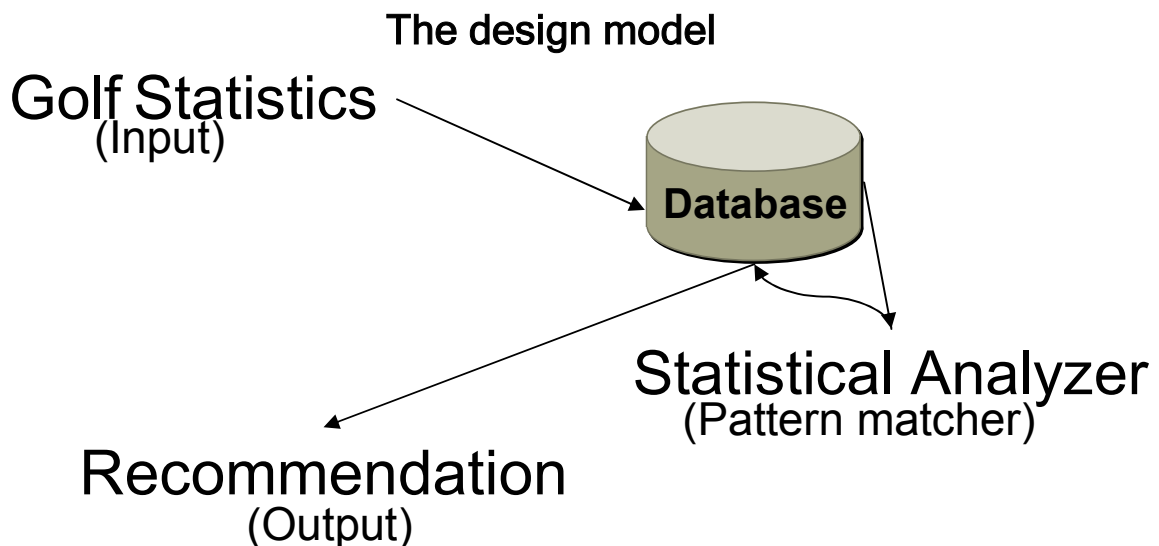 The design model
Golf Statistics
(Input)
Database
Statistical Analyzer
(Pattern matcher)
Recommendation
(Output)